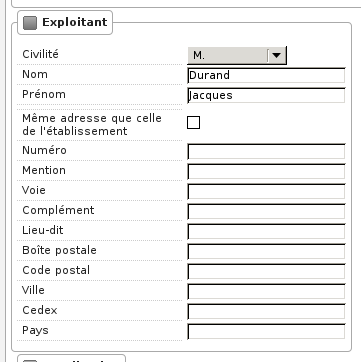 Exploitant
Civilité M.
Nom Durand
Prénom Jacques
Même adresse que celle
de l'établissement
Numéro
Mention
Voie
Complément
Lieu-dit
Boîte postale
Code postal
Ville
Cedex
Pays